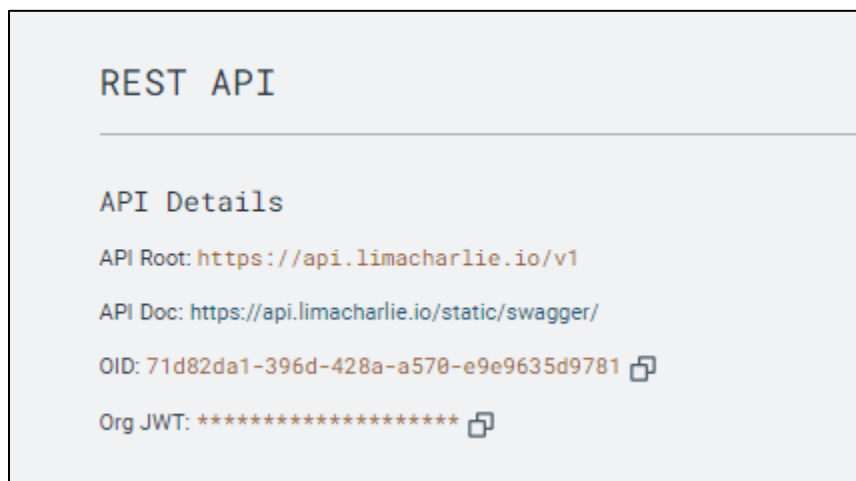 REST API
API Details
API Root: https://api.limacharlie.io/v1
API Doc: https://api.limacharlie.io/static/swagger/
OID: 71d82da1-396d-428a-a570-e9e9635d9781
Org JWT: ********************